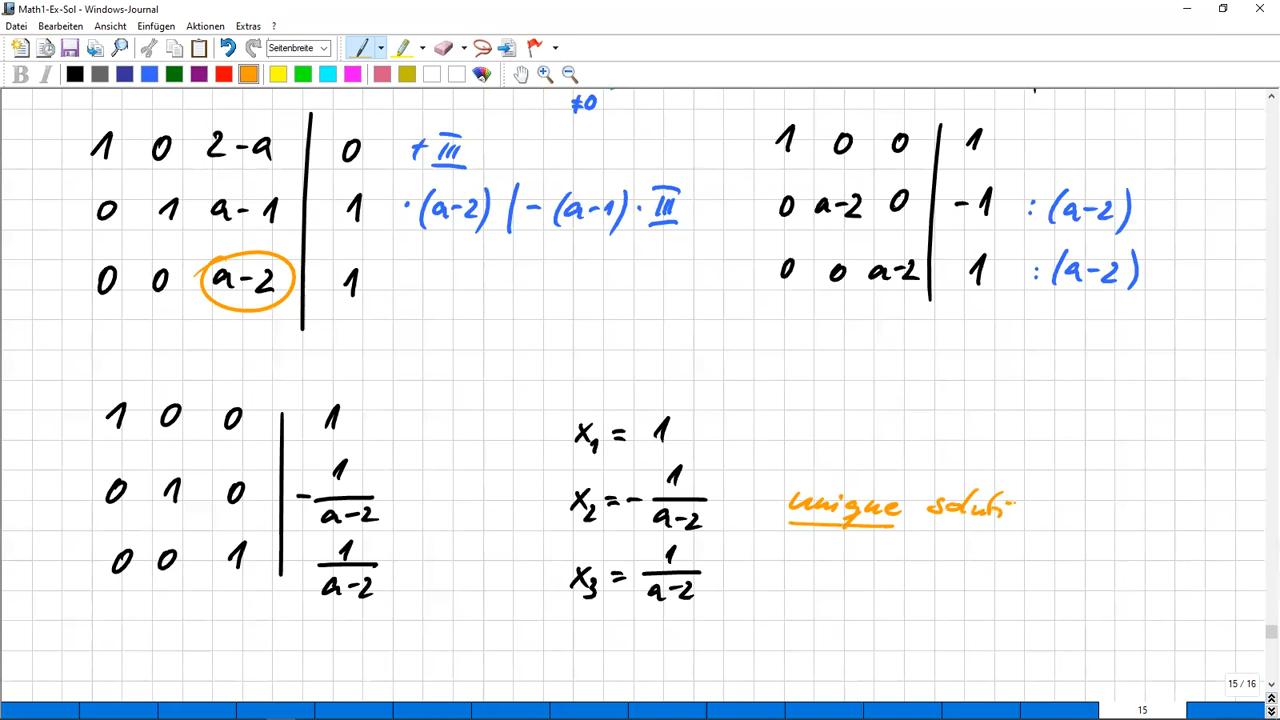 Math1-Ex-Sol - Windows-Journal
Datei Bearbeiten Ansicht Einfügen Aktionen Extras ?
Seitenbreite
B I
≠0
1 0 2-a | 0 + III
0 1 a-1 | 1 · (a-2) | - (a-1) · III
0 0 a-2 | 1
1 0 0 | 1
0 a-2 0 | -1 : (a-2)
0 0 a-2 | 1 : (a-2)
1 0 0 | 1
0 1 0 | - 1/(a-2)
0 0 1 | 1/(a-2)
x₁ = 1
x₂ = - 1/(a-2)
x₃ = 1/(a-2)
unique soluti
15 / 16
15